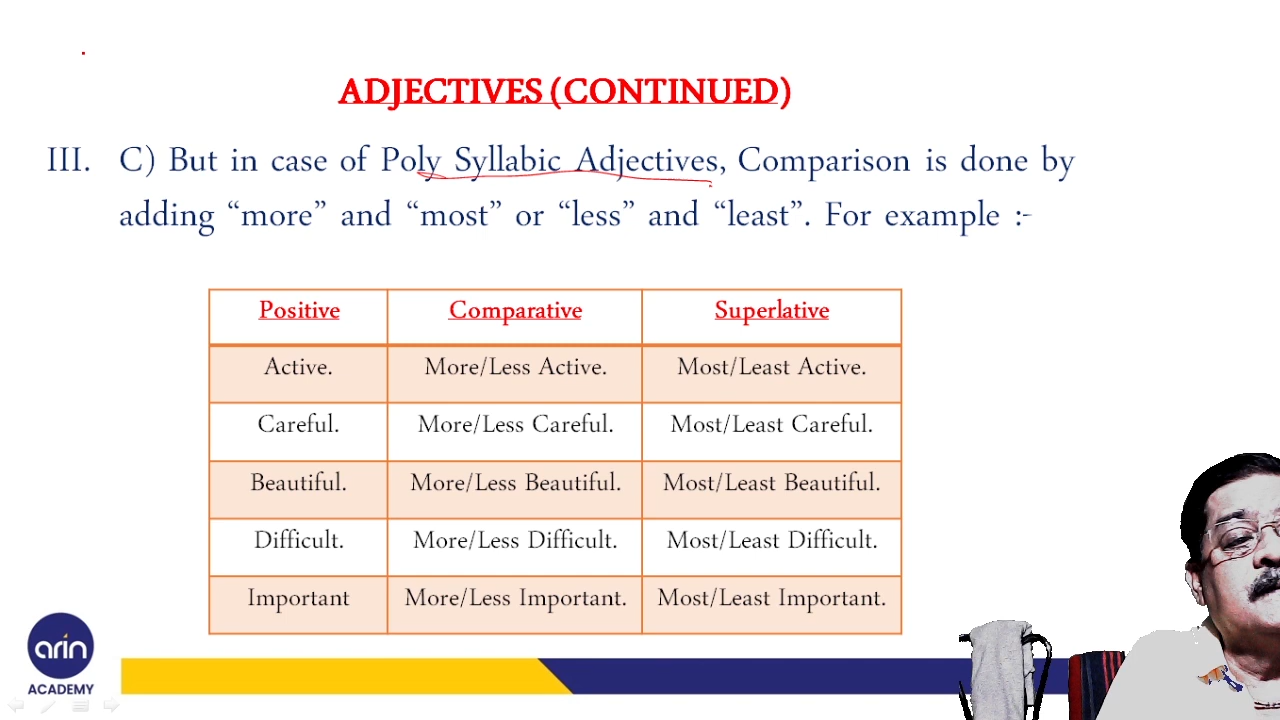 ADJECTIVES (CONTINUED)
III. C) But in case of Poly Syllabic Adjectives, Comparison is done by
adding “more” and “most” or “less” and “least”. For example :-
Positive Comparative Superlative
Active. More/Less Active. Most/Least Active.
Careful. More/Less Careful. Most/Least Careful.
Beautiful. More/Less Beautiful. Most/Least Beautiful.
Difficult. More/Less Difficult. Most/Least Difficult.
Important More/Less Important. Most/Least Important.
arin
ACADEMY